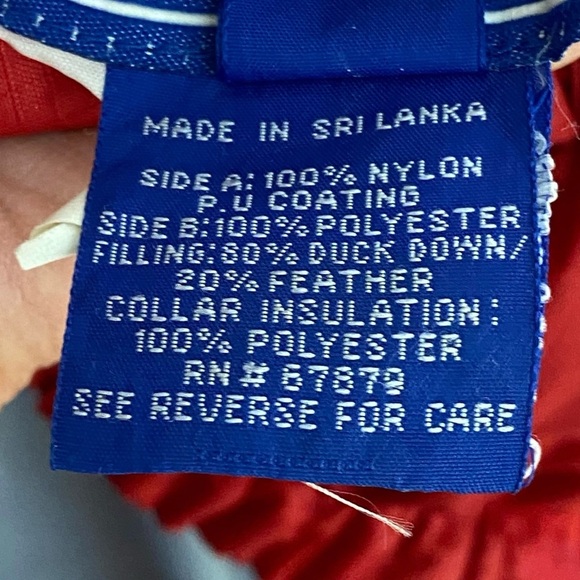 MADE IN SRI LANKA
SIDE A: 100% NYLON
P.U COATING
SIDE B: 100% POLYESTER
FILLING: 80% DUCK DOWN/
20% FEATHER
COLLAR INSULATION:
100% POLYESTER
RN# 67879
SEE REVERSE FOR CARE